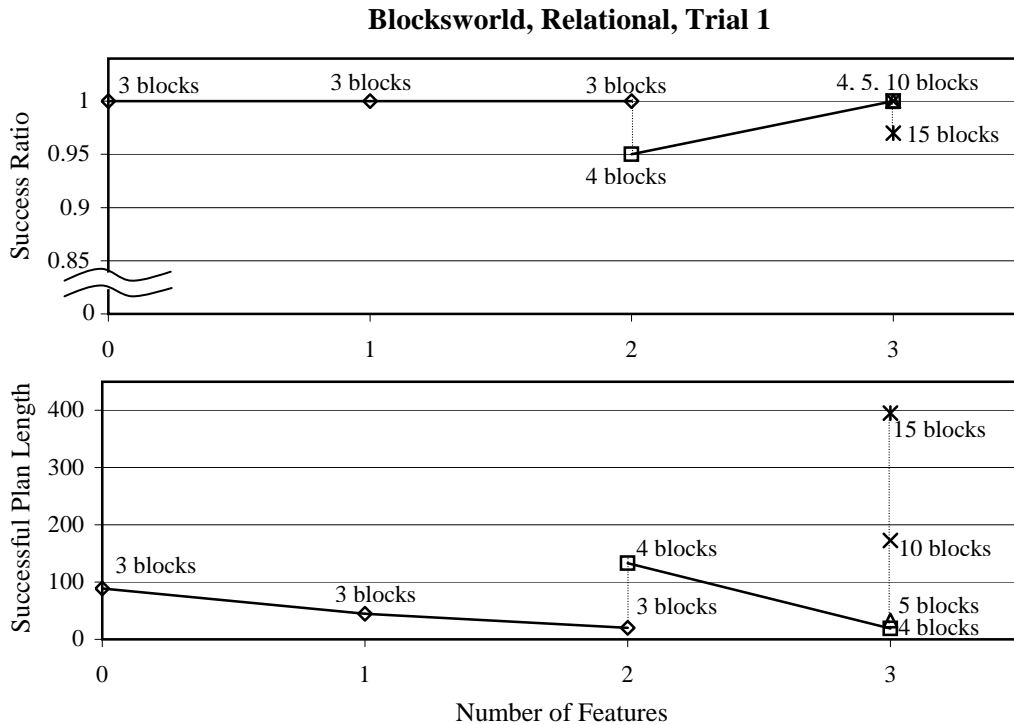 Blocksworld, Relational, Trial 1
Success Ratio
1
0.95
0.9
0.85
0
3 blocks
3 blocks
3 blocks
4 blocks
4, 5, 10 blocks
15 blocks
0
1
2
3
Successful Plan Length
400
300
200
100
0
3 blocks
3 blocks
4 blocks
3 blocks
15 blocks
10 blocks
5 blocks
4 blocks
0
1
2
3
Number of Features